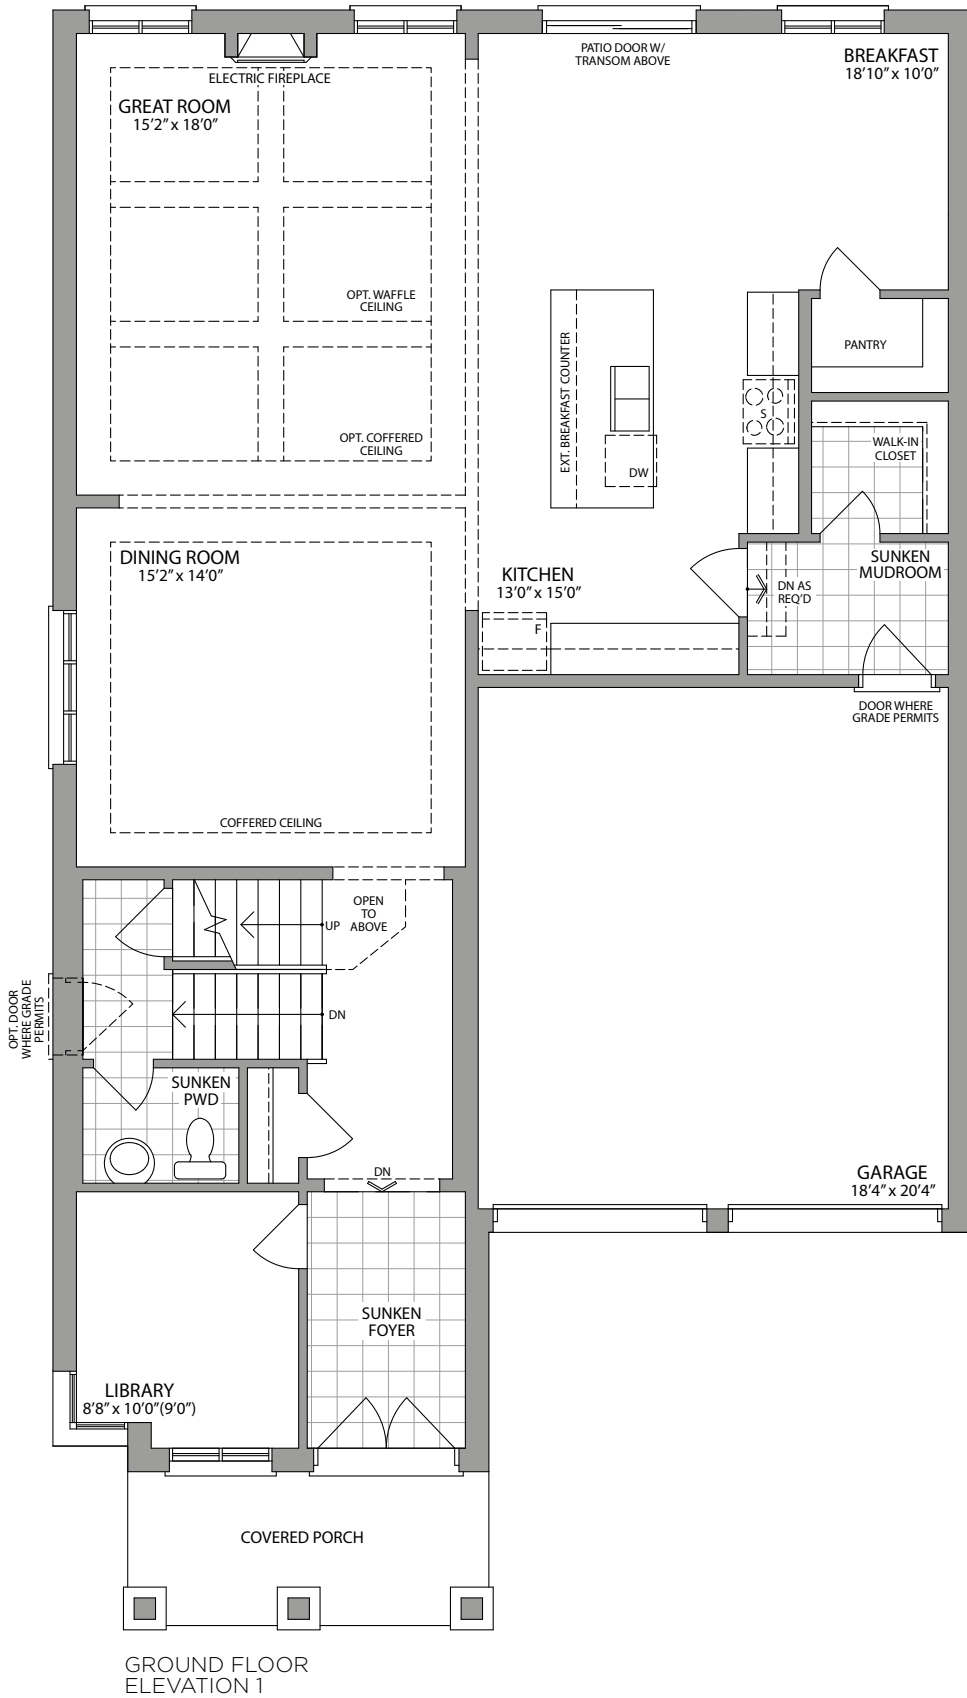 PATIO DOOR W/
TRANSOM ABOVE
BREAKFAST
18'10" x 10'0"
ELECTRIC FIREPLACE
GREAT ROOM
15'2" x 18'0"
OPT. WAFFLE
CEILING
OPT. COFFERED
CEILING
EXT. BREAKFAST COUNTER
DW
S
PANTRY
WALK-IN
CLOSET
SUNKEN
MUDROOM
DN AS
REQ'D
DINING ROOM
15'2" x 14'0"
KITCHEN
13'0" x 15'0"
F
DOOR WHERE
GRADE PERMITS
COFFERED CEILING
OPEN
TO
ABOVE
UP
DN
OPT. DOOR
WHERE GRADE
PERMITS
SUNKEN
PWD
DN
GARAGE
18'4" x 20'4"
SUNKEN
FOYER
LIBRARY
8'8" x 10'0"(9'0")
COVERED PORCH
GROUND FLOOR
ELEVATION 1